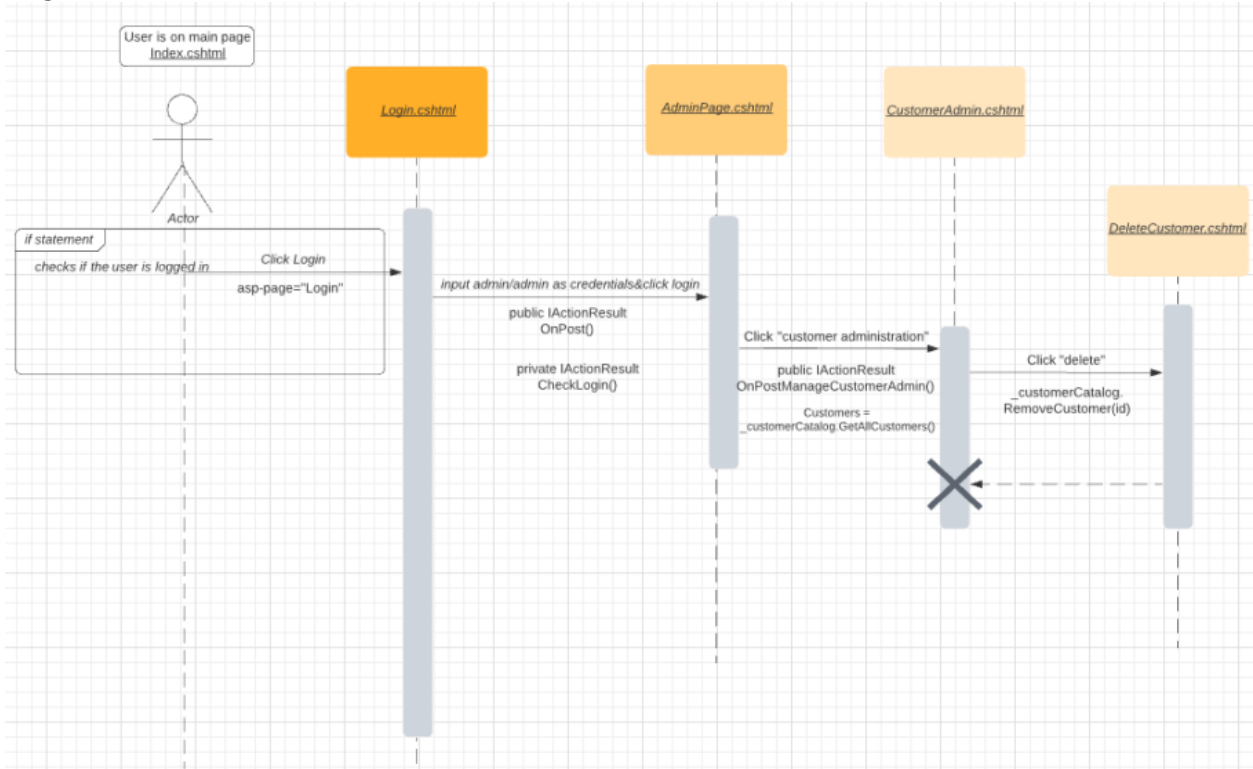 User is on main page
Index.cshtml
Login.cshtml
AdminPage.cshtml
CustomerAdmin.cshtml
DeleteCustomer.cshtml
Actor
if statement
checks if the user is logged in
Click Login
asp-page="Login"
input admin/admin as credentials&click login
public IActionResult
OnPost()
private IActionResult
CheckLogin()
Click "customer administration"
public IActionResult
OnPostManageCustomerAdmin()
Customers =
_customerCatalog.GetAllCustomers()
Click "delete"
_customerCatalog.
RemoveCustomer(id)